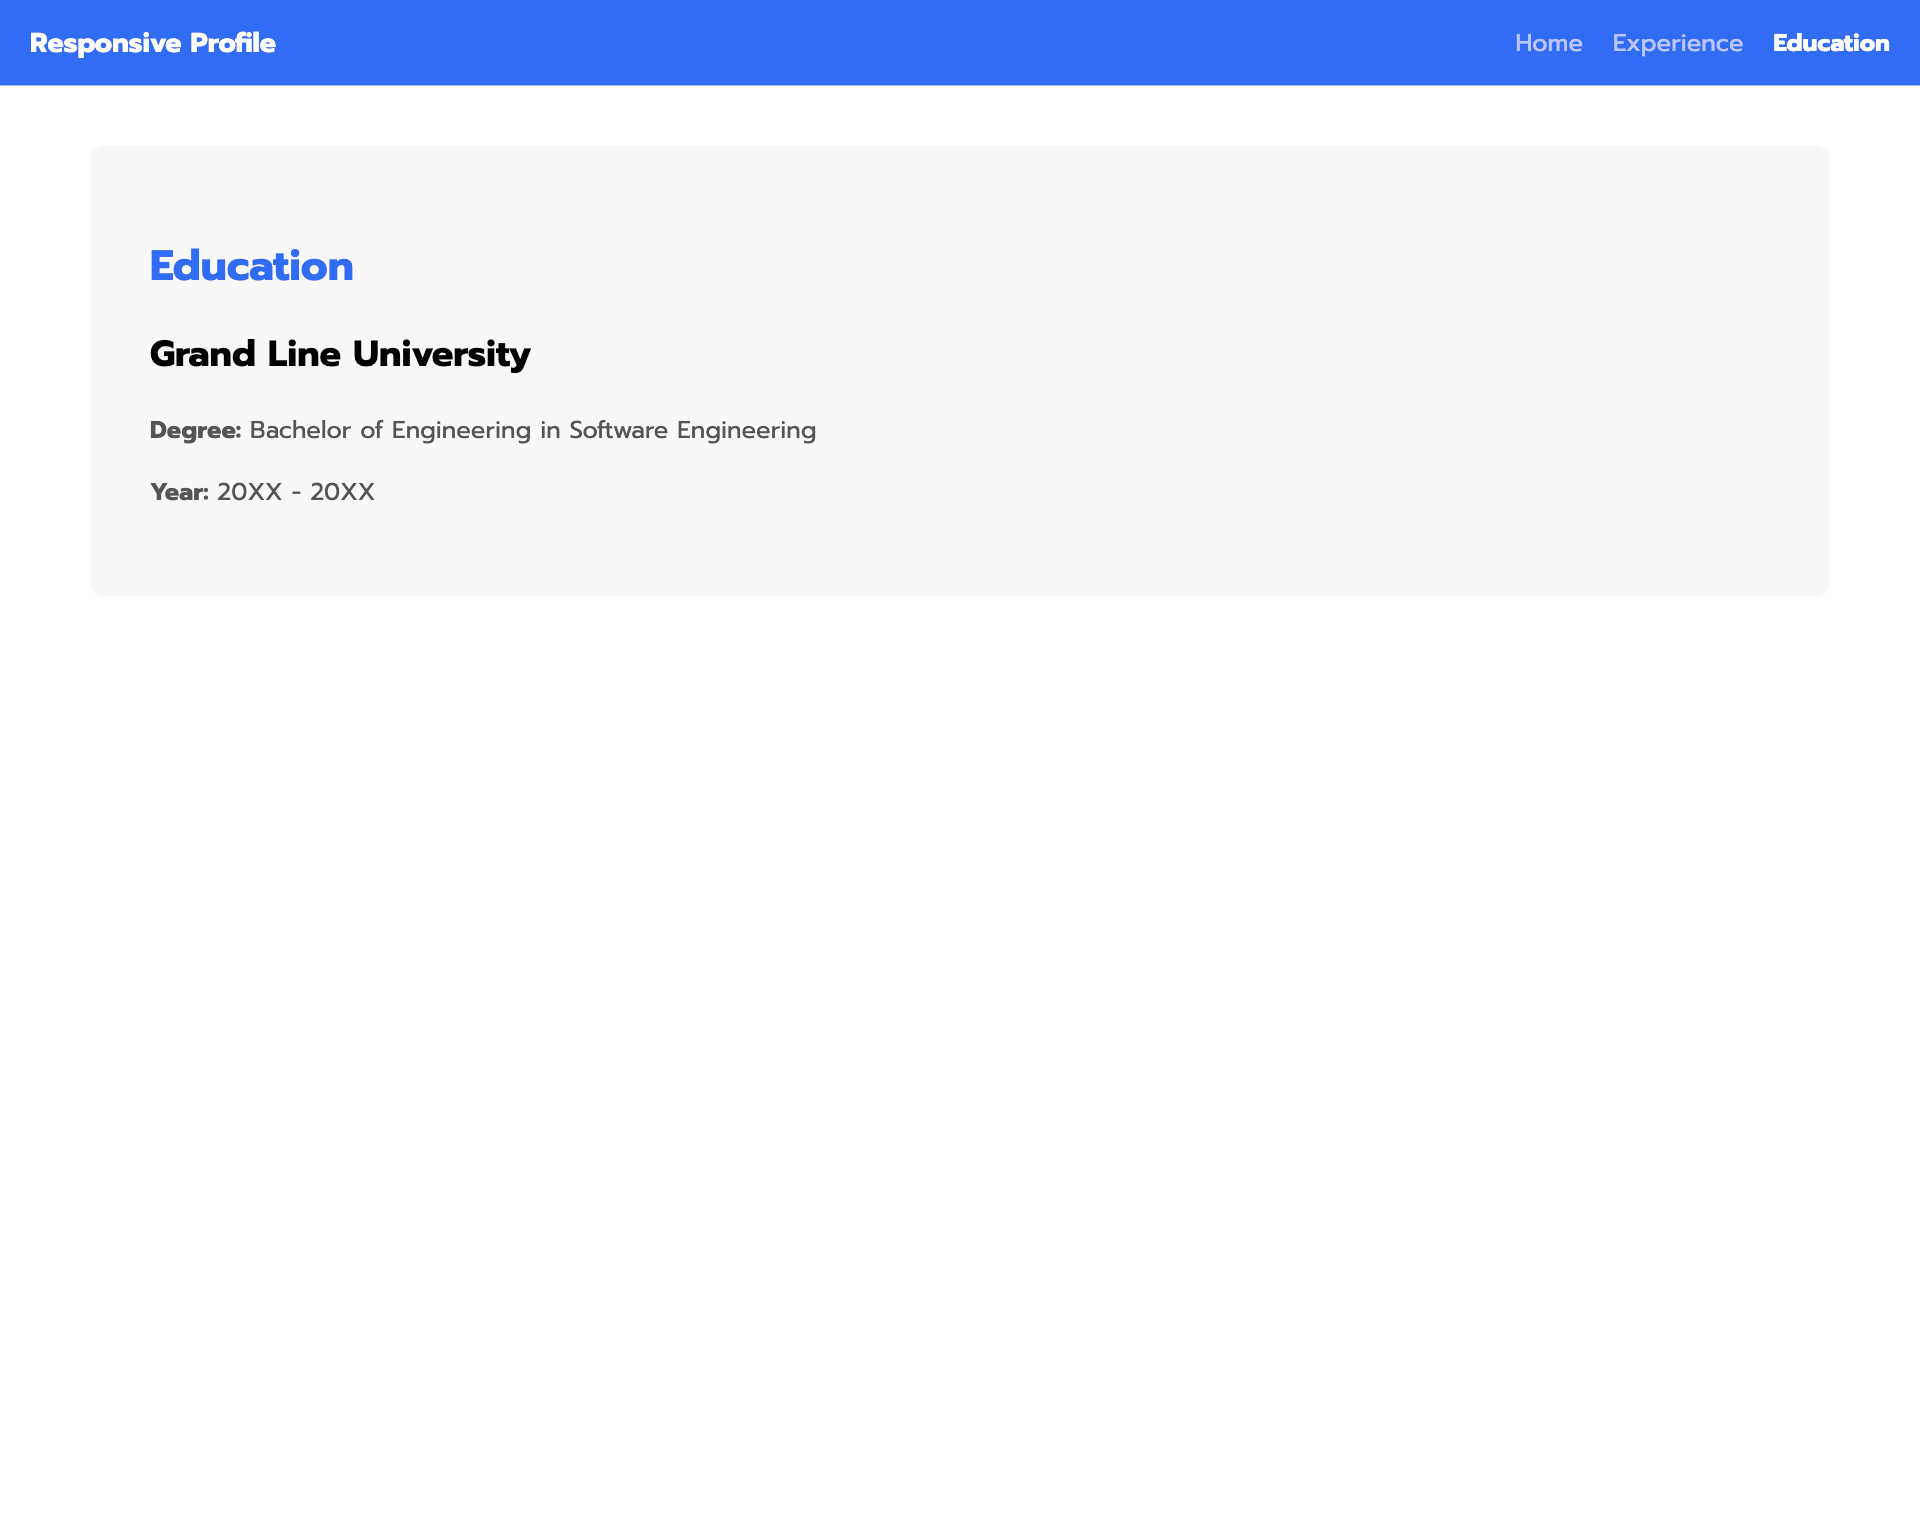 Responsive Profile
Home Experience Education
Education
Grand Line University
Degree: Bachelor of Engineering in Software Engineering
Year: 20XX - 20XX